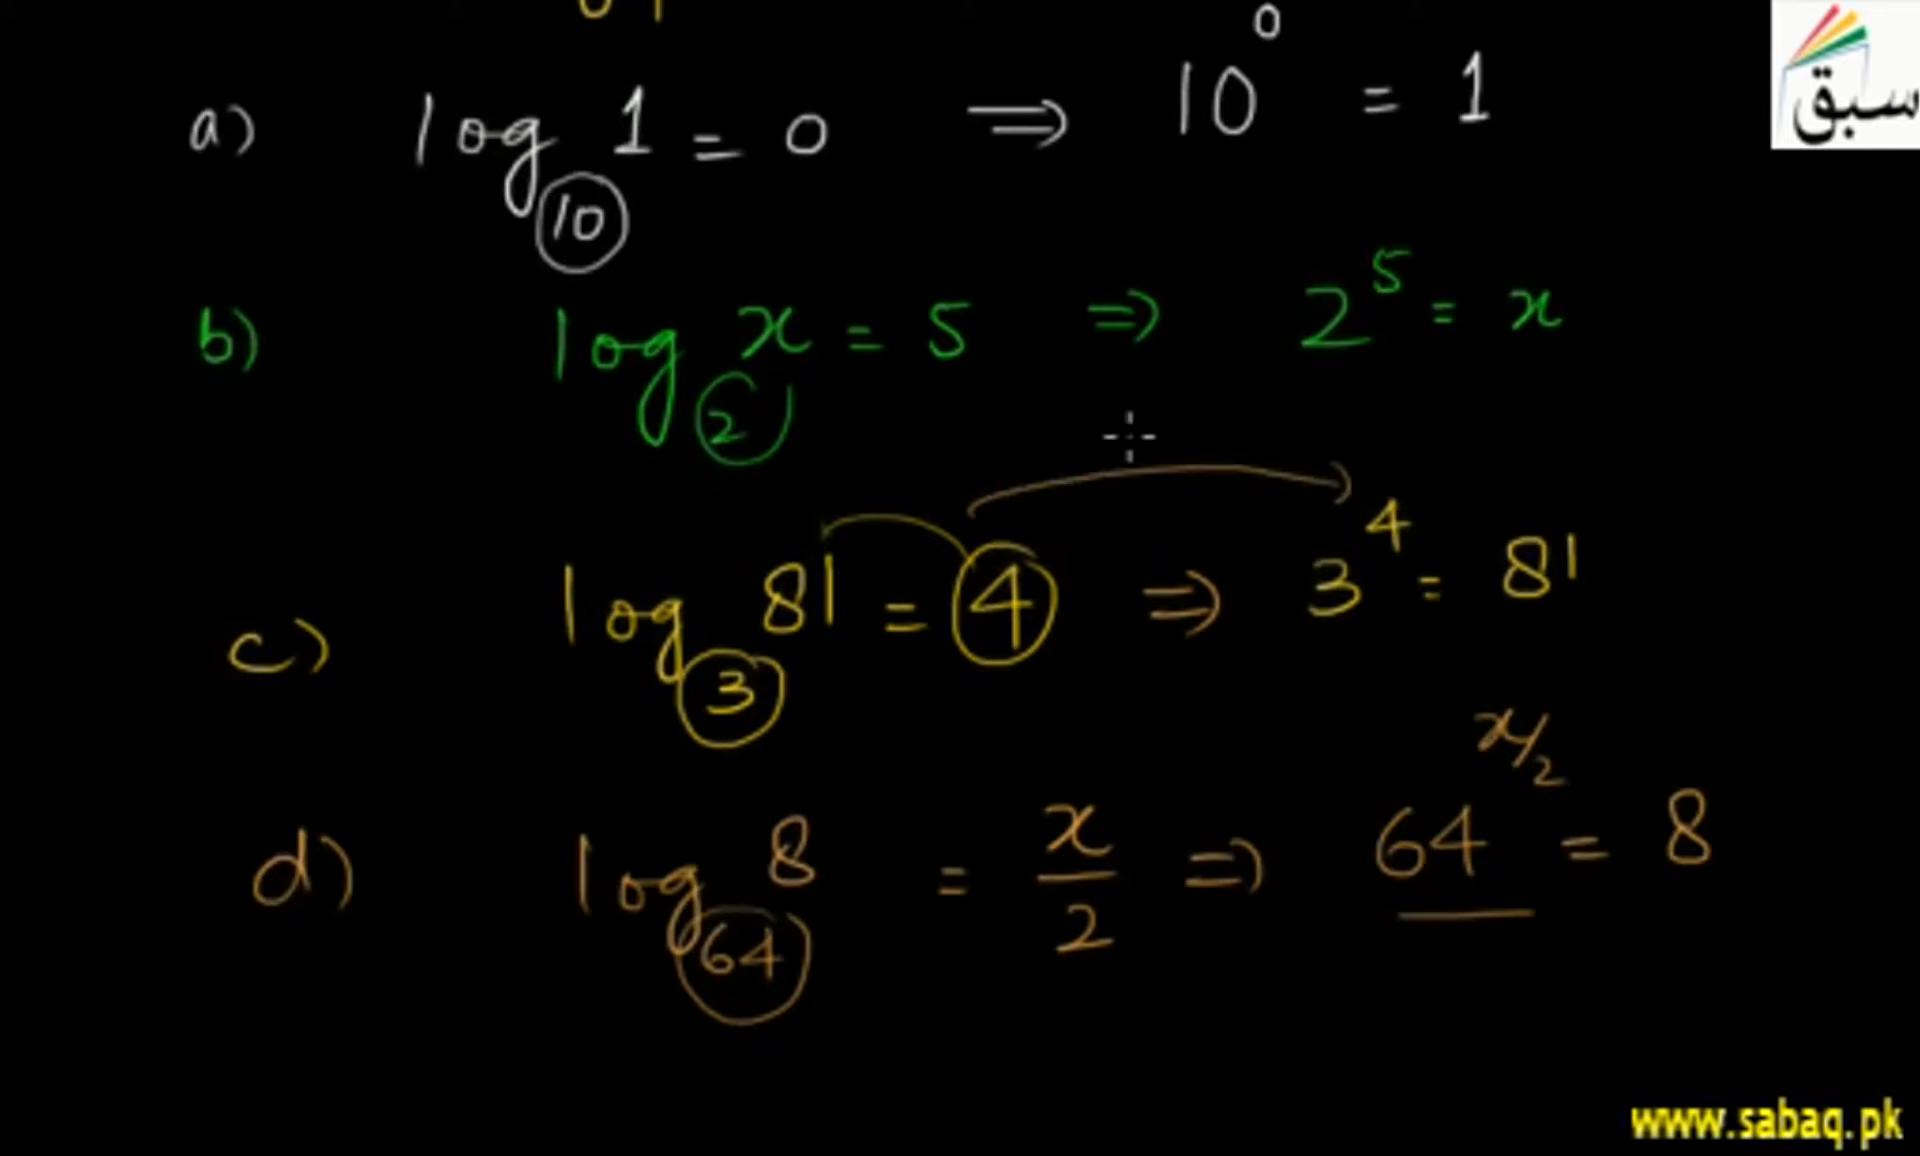 سبق
a) log₁₀ 1 = 0 ⇒ 10⁰ = 1
b) log₂ x = 5 ⇒ 2⁵ = x
c) log₃ 81 = 4 ⇒ 3⁴ = 81
d) log₆₄ 8 = x/2 ⇒ 64^(x/2) = 8
www.sabaq.pk